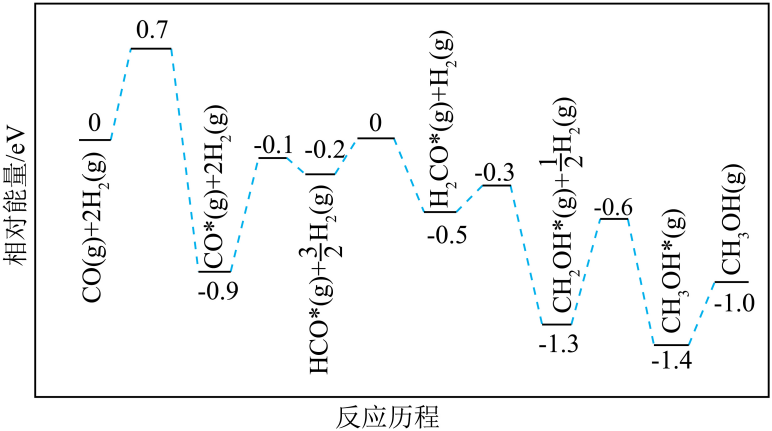 相对能量/eV
0
CO(g)+2H₂(g)
0.7
CO*(g)+2H₂(g)
-0.9
-0.1
-0.2
HCO*(g)+3/2H₂(g)
0
H₂CO*(g)+H₂(g)
-0.5
-0.3
CH₂OH*(g)+1/2H₂(g)
-1.3
-0.6
CH₃OH*(g)
-1.4
CH₃OH(g)
-1.0
反应历程